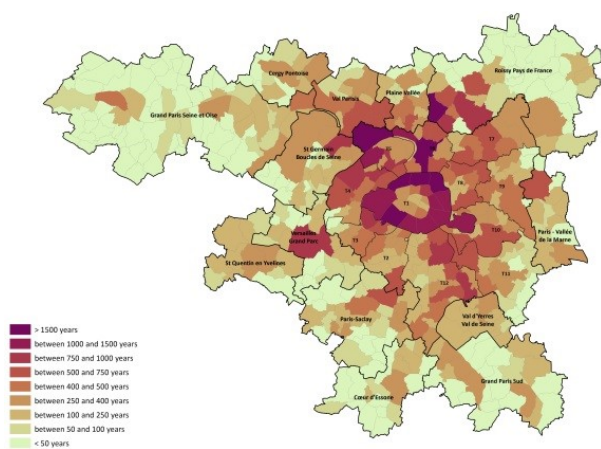 Cergy Pontoise
Roissy Pays de France
Plaine Vallée
Val Parisis
Grand Paris Seine et Oise
T7
St Germain
Boucles de Seine
T5
T6
T8
T9
T4
T1
Versailles
Grand Parc
T10
Paris - Vallée
de la Marne
T3
T2
St Quentin en Yvelines
T11
T12
Val d'Yerres
Val de Seine
Paris-Saclay
Grand Paris Sud
Cœur d'Essone
> 1500 years
between 1000 and 1500 years
between 750 and 1000 years
between 500 and 750 years
between 400 and 500 years
between 250 and 400 years
between 100 and 250 years
between 50 and 100 years
< 50 years